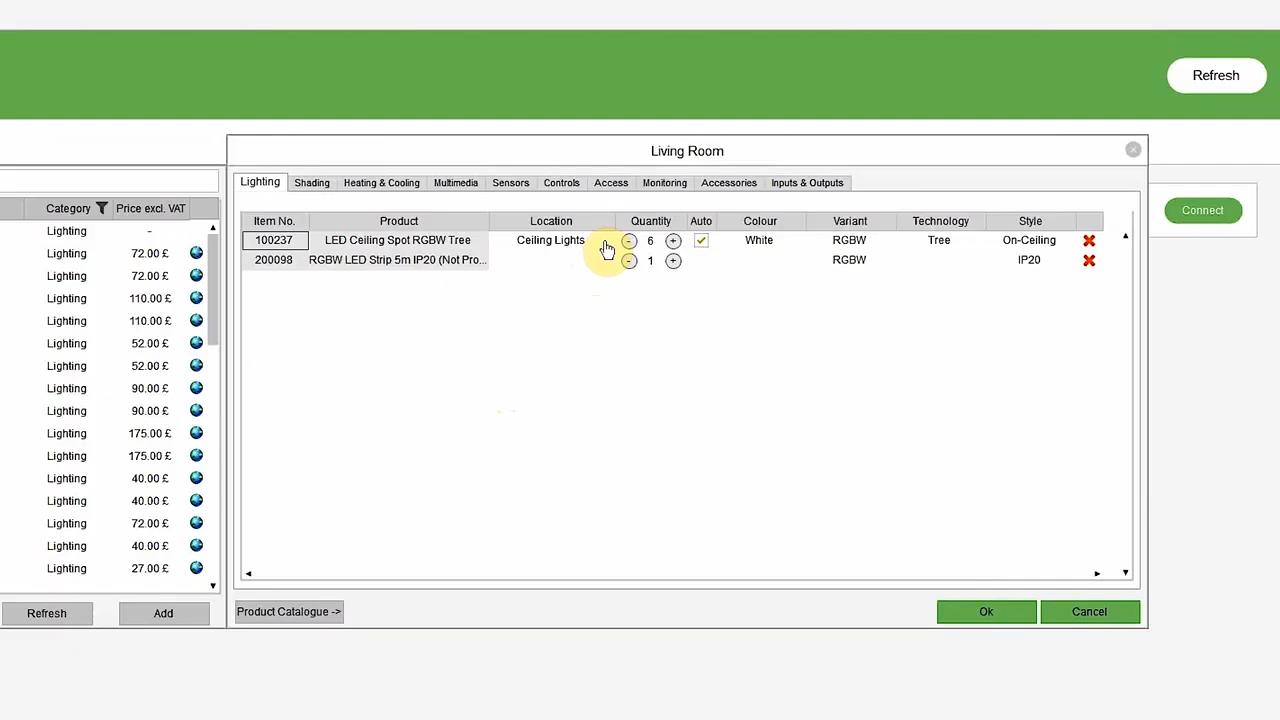 Refresh
Living Room
Lighting Shading Heating & Cooling Multimedia Sensors Controls Access Monitoring Accessories Inputs & Outputs
Connect
Category Price excl. VAT
Lighting -
Lighting 72.00 £
Lighting 72.00 £
Lighting 110.00 £
Lighting 110.00 £
Lighting 52.00 £
Lighting 52.00 £
Lighting 90.00 £
Lighting 90.00 £
Lighting 175.00 £
Lighting 175.00 £
Lighting 40.00 £
Lighting 40.00 £
Lighting 72.00 £
Lighting 40.00 £
Lighting 27.00 £
Refresh Add
Item No. Product Location Quantity Auto Colour Variant Technology Style
100237 LED Ceiling Spot RGBW Tree Ceiling Lights - 6 + White RGBW Tree On-Ceiling
200098 RGBW LED Strip 5m IP20 (Not Pro... - 1 + RGBW IP20
Product Catalogue -> Ok Cancel